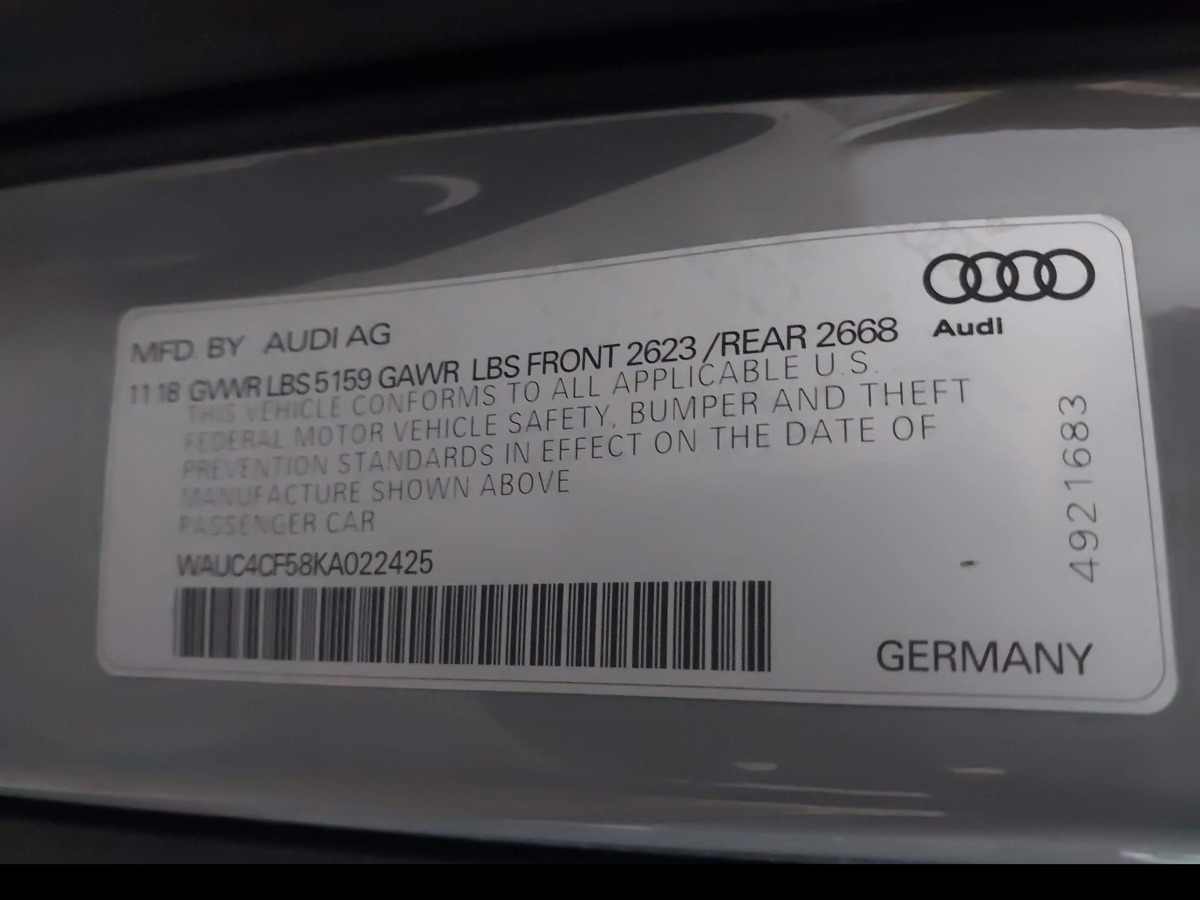 Audi
MFD. BY AUDI AG
11 18 GVWR LBS 5159 GAWR LBS FRONT 2623 /REAR 2668
THIS VEHICLE CONFORMS TO ALL APPLICABLE U.S.
FEDERAL MOTOR VEHICLE SAFETY, BUMPER AND THEFT
PREVENTION STANDARDS IN EFFECT ON THE DATE OF
MANUFACTURE SHOWN ABOVE
PASSENGER CAR
WAUC4CF58KA022425
4921683
GERMANY